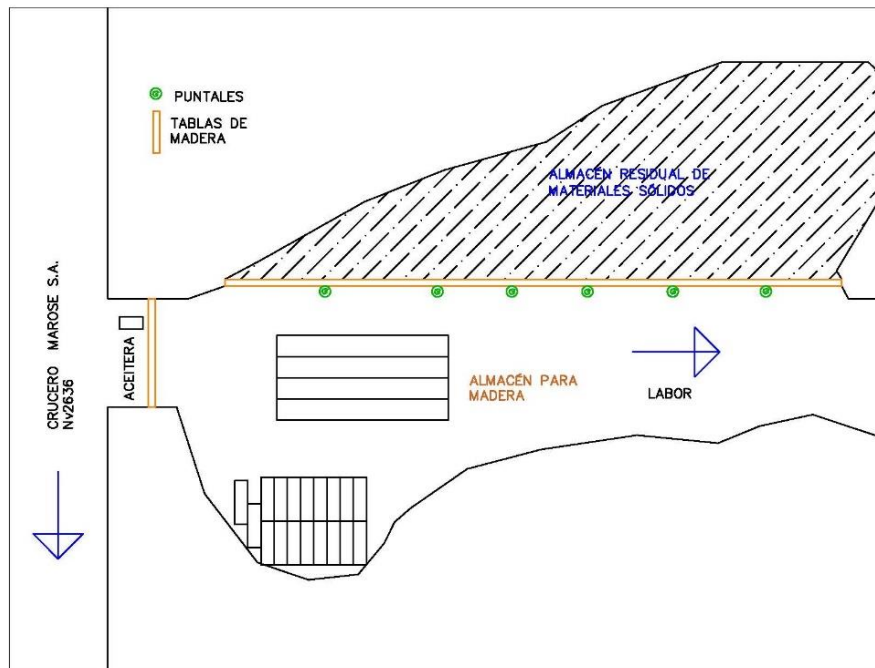 PUNTALES
TABLAS DE
MADERA
ALMACÉN RESIDUAL DE
MATERIALES SÓLIDOS
CRUCERO MAROSE S.A.
Nv2636
ACEITERA
ALMACÉN PARA
MADERA
LABOR